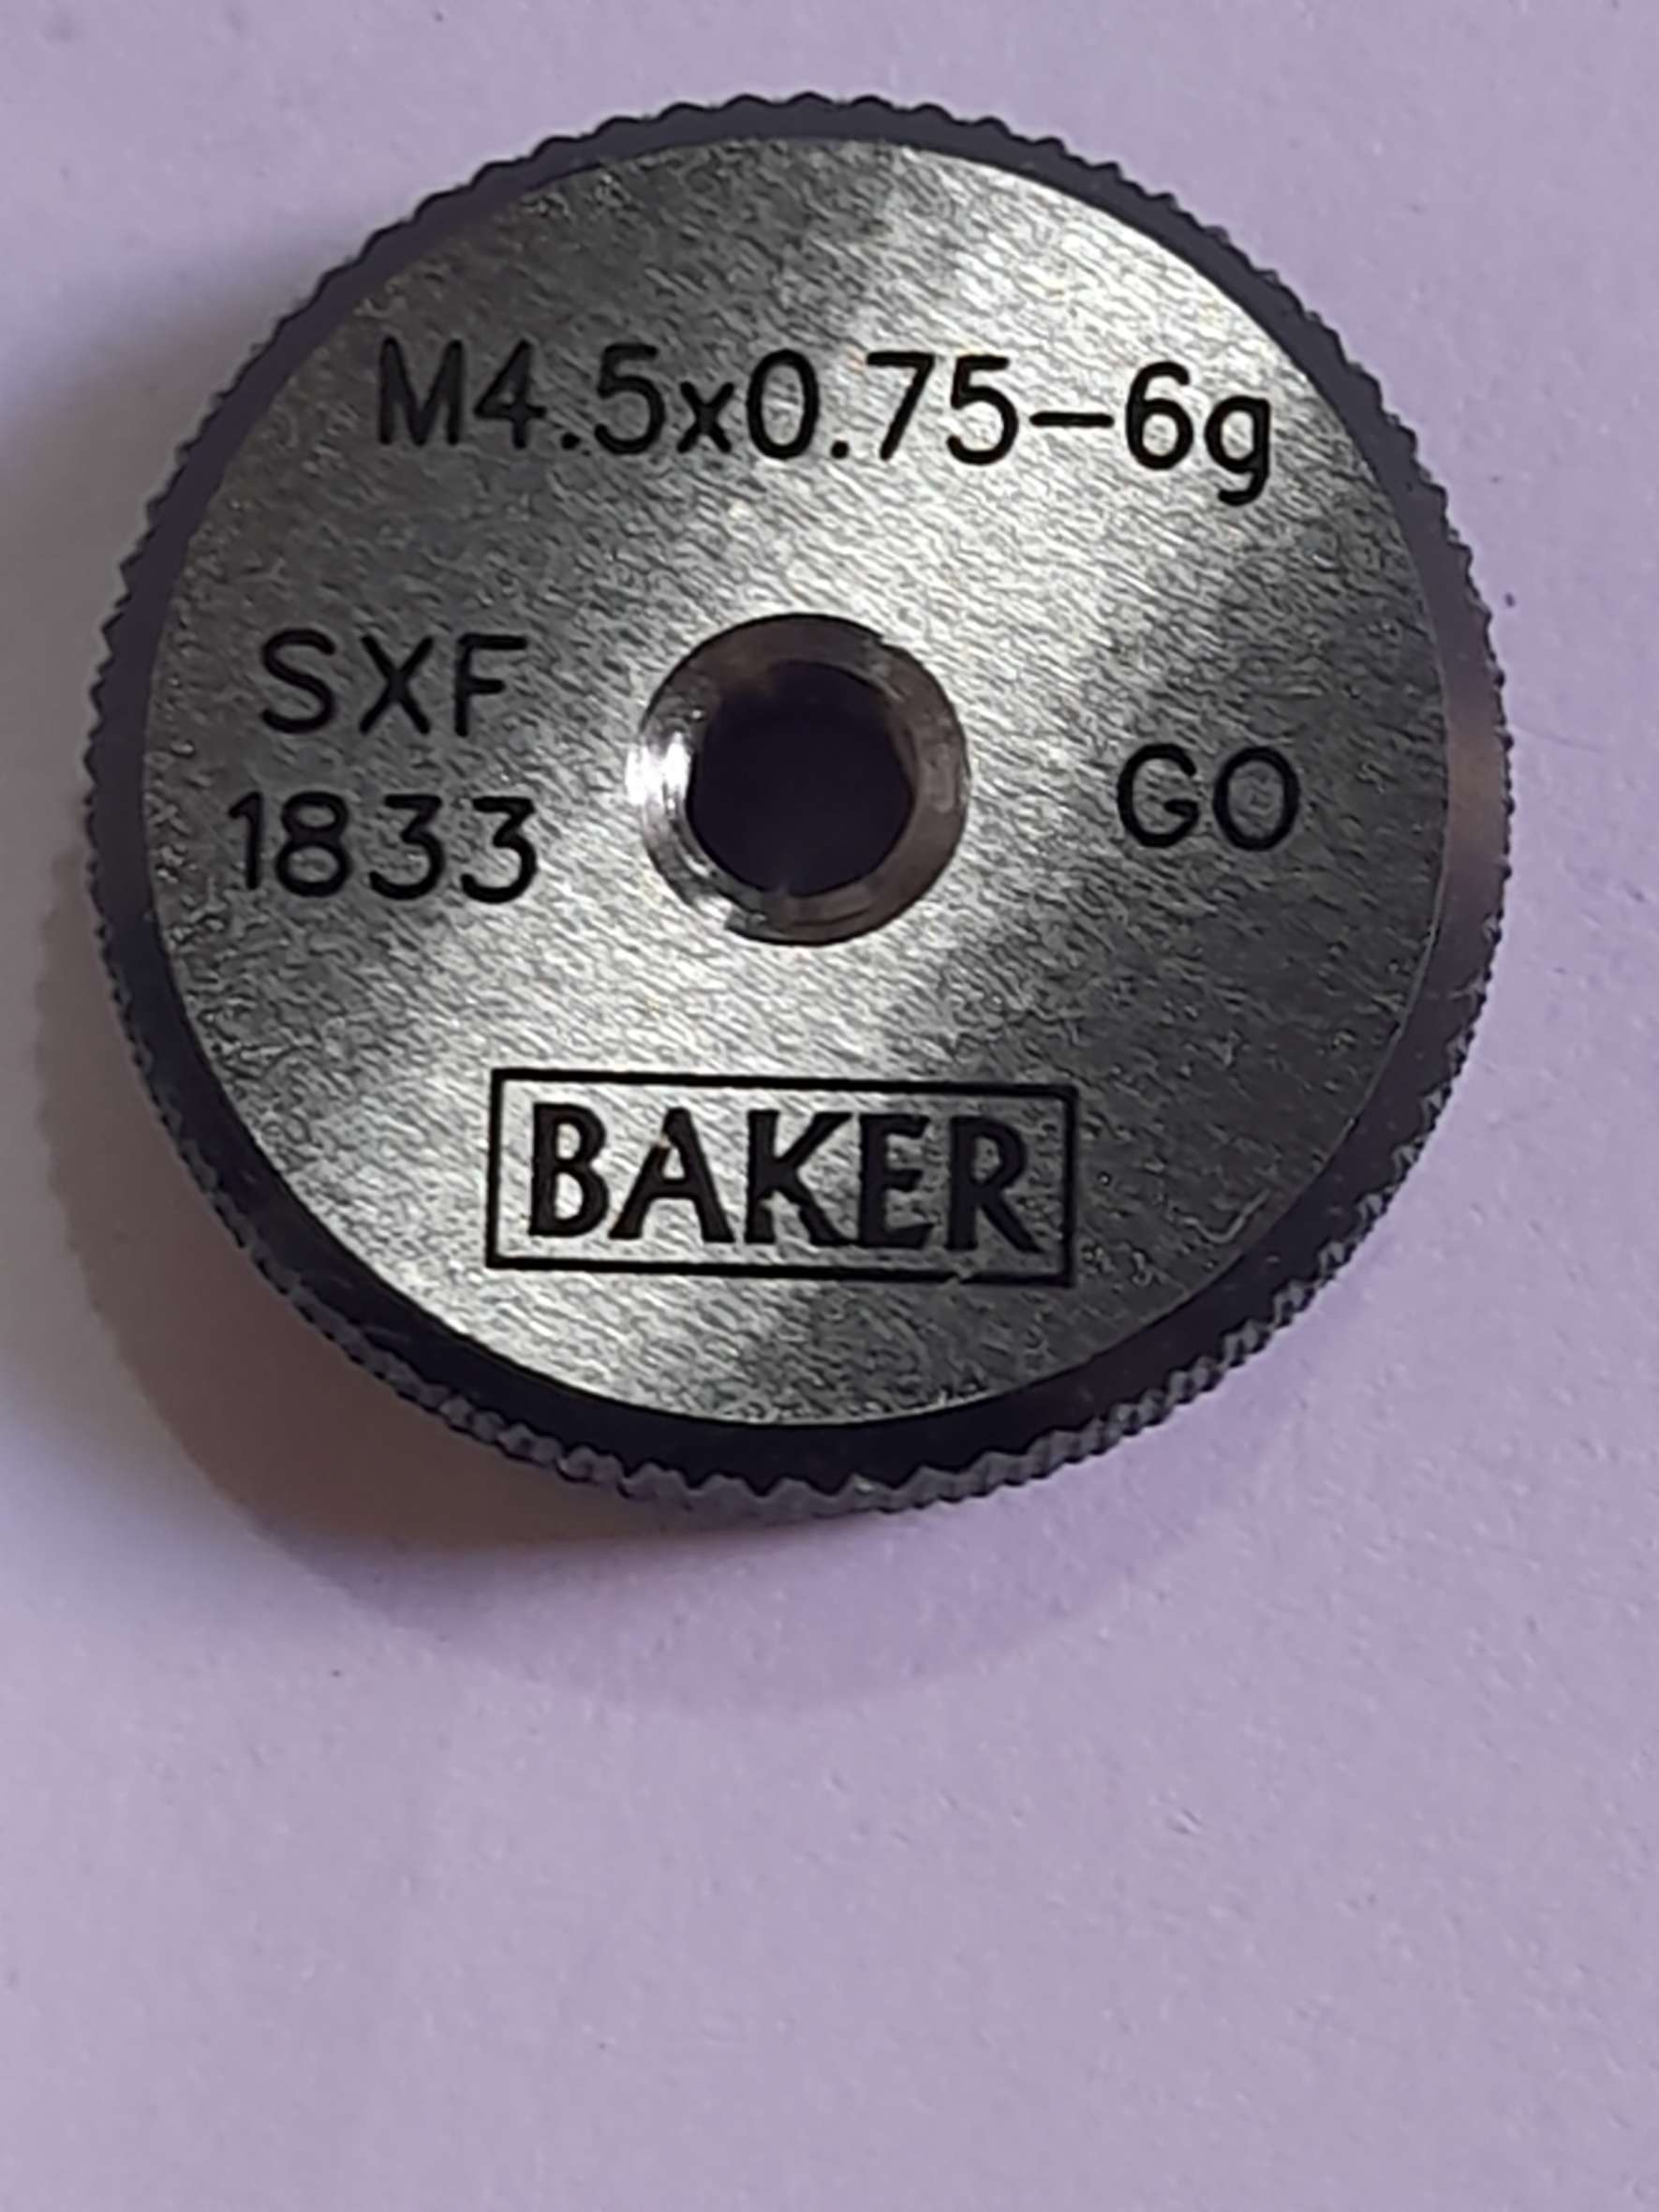 M4.5x0.75-6g
SXF
1833
GO
BAKER